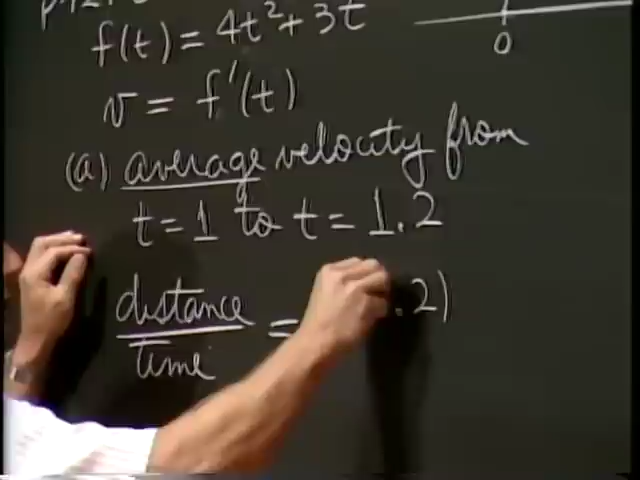 f(t) = 4t² + 3t
0
v = f'(t)
(a) average velocity from
t = 1 to t = 1.2
distance
time
= .2)